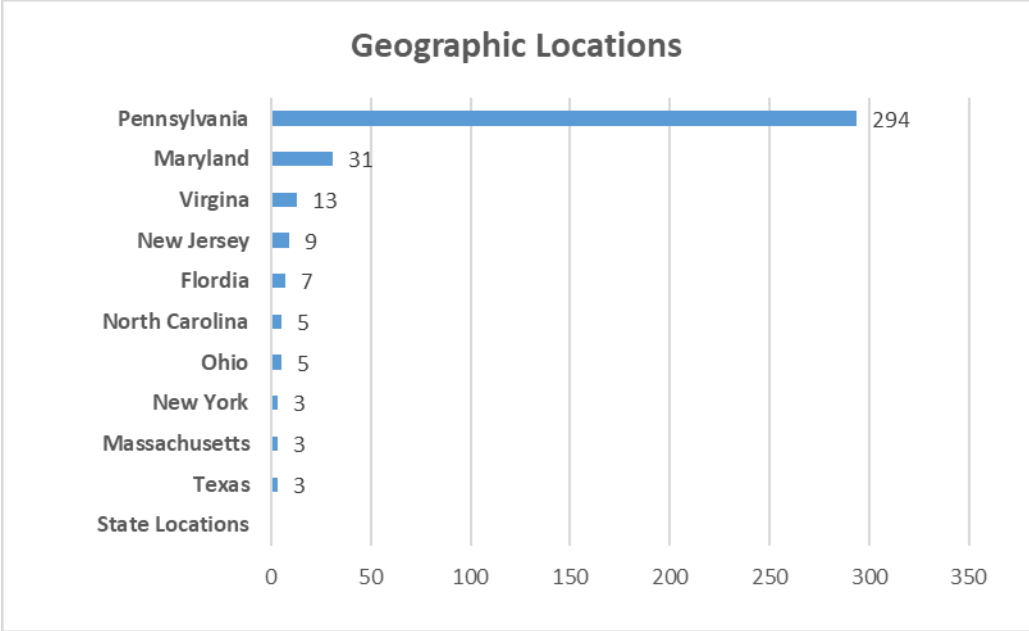 Geographic Locations
Pennsylvania 294
Maryland 31
Virgina 13
New Jersey 9
Flordia 7
North Carolina 5
Ohio 5
New York 3
Massachusetts 3
Texas 3
State Locations
0 50 100 150 200 250 300 350